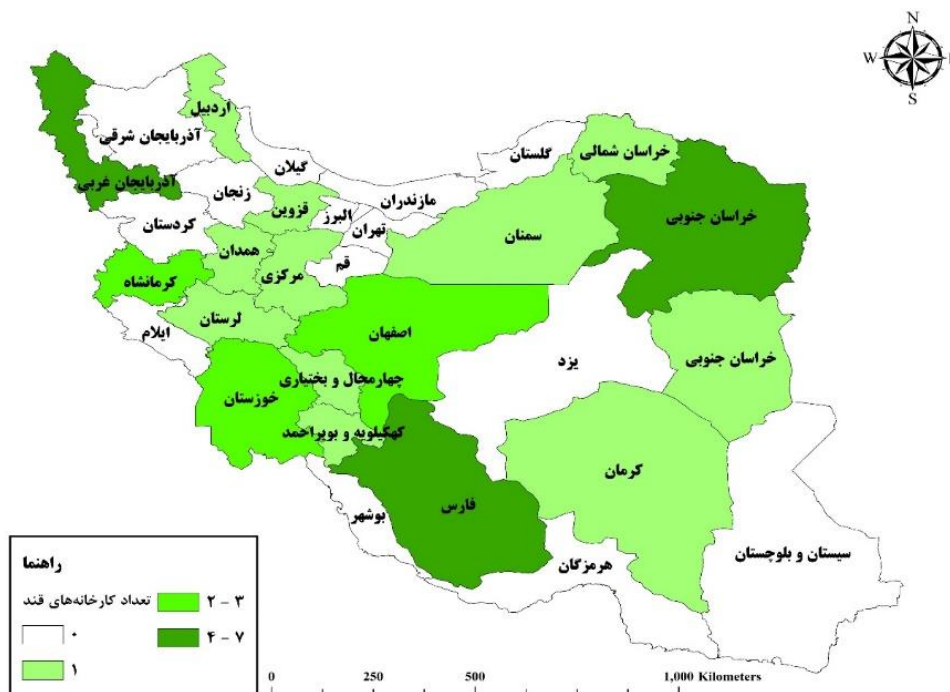 N
W
S
اردبیل
آذربایجان شرقی
گیلان
گلستان
خراسان شمالی
آذربایجان غربی
زنجان
قزوین
البرز
مازندران
خراسان جنوبی
کردستان
تهران
سمنان
همدان
قم
مرکزی
کرمانشاه
لرستان
ایلام
اصفهان
یزد
خراسان جنوبی
چهارمحال و بختیاری
خوزستان
کهگیلویه و بویراحمد
کرمان
فارس
بوشهر
سیستان و بلوچستان
هرمزگان
راهنما
تعداد کارخانه‌های قند
۰
۱
۲ - ۳
۴ - ۷
0 250 500 1,000 Kilometers